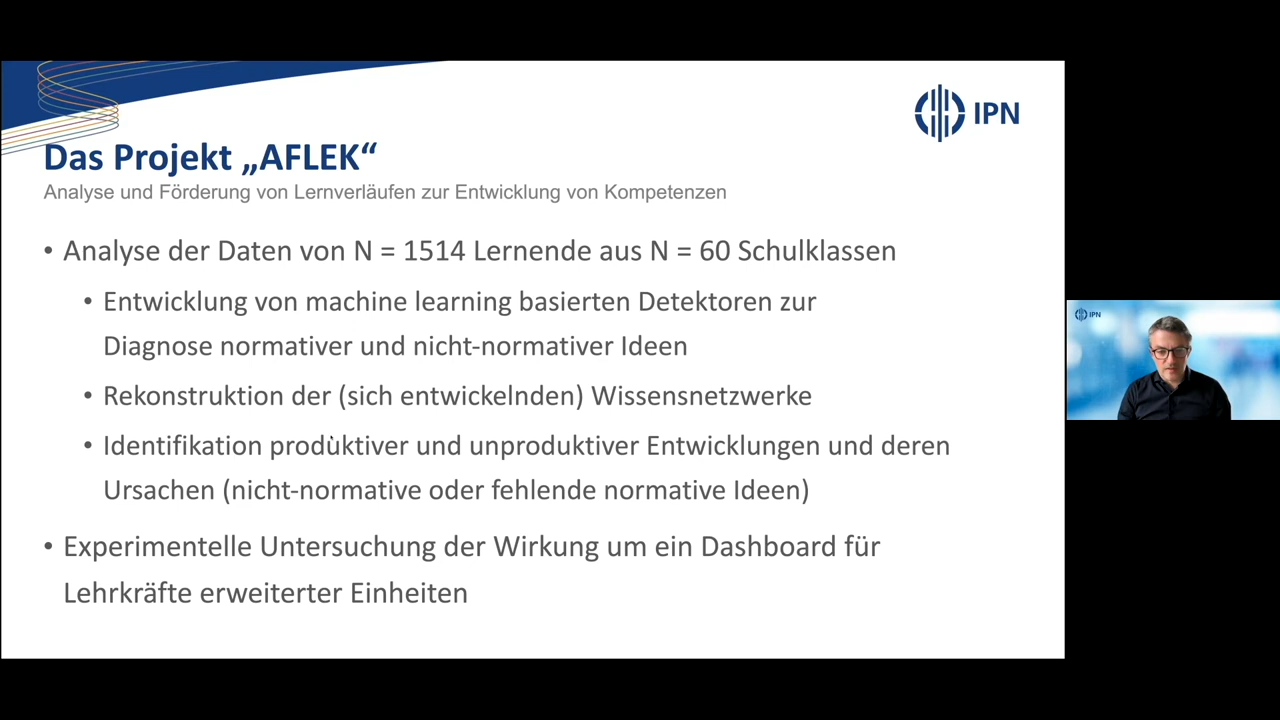 IPN
Das Projekt „AFLEK“
Analyse und Förderung von Lernverläufen zur Entwicklung von Kompetenzen
• Analyse der Daten von N = 1514 Lernende aus N = 60 Schulklassen
• Entwicklung von machine learning basierten Detektoren zur
Diagnose normativer und nicht-normativer Ideen
• Rekonstruktion der (sich entwickelnden) Wissensnetzwerke
• Identifikation produktiver und unproduktiver Entwicklungen und deren
Ursachen (nicht-normative oder fehlende normative Ideen)
• Experimentelle Untersuchung der Wirkung um ein Dashboard für
Lehrkräfte erweiterter Einheiten
IPN